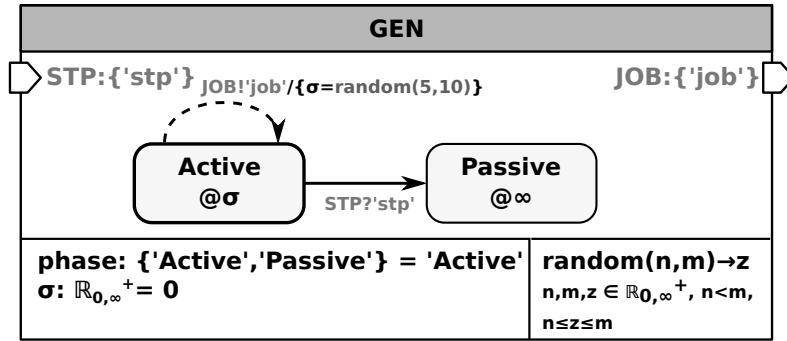 GEN
STP:{'stp'}
JOB!'job'/{σ=random(5,10)}
JOB:{'job'}
Active
@σ
Passive
@∞
STP?'stp'
phase: {'Active','Passive'} = 'Active'
σ: ℝ₀,∞⁺= 0
random(n,m)→z
n,m,z ∈ ℝ₀,∞⁺, n<m,
n≤z≤m